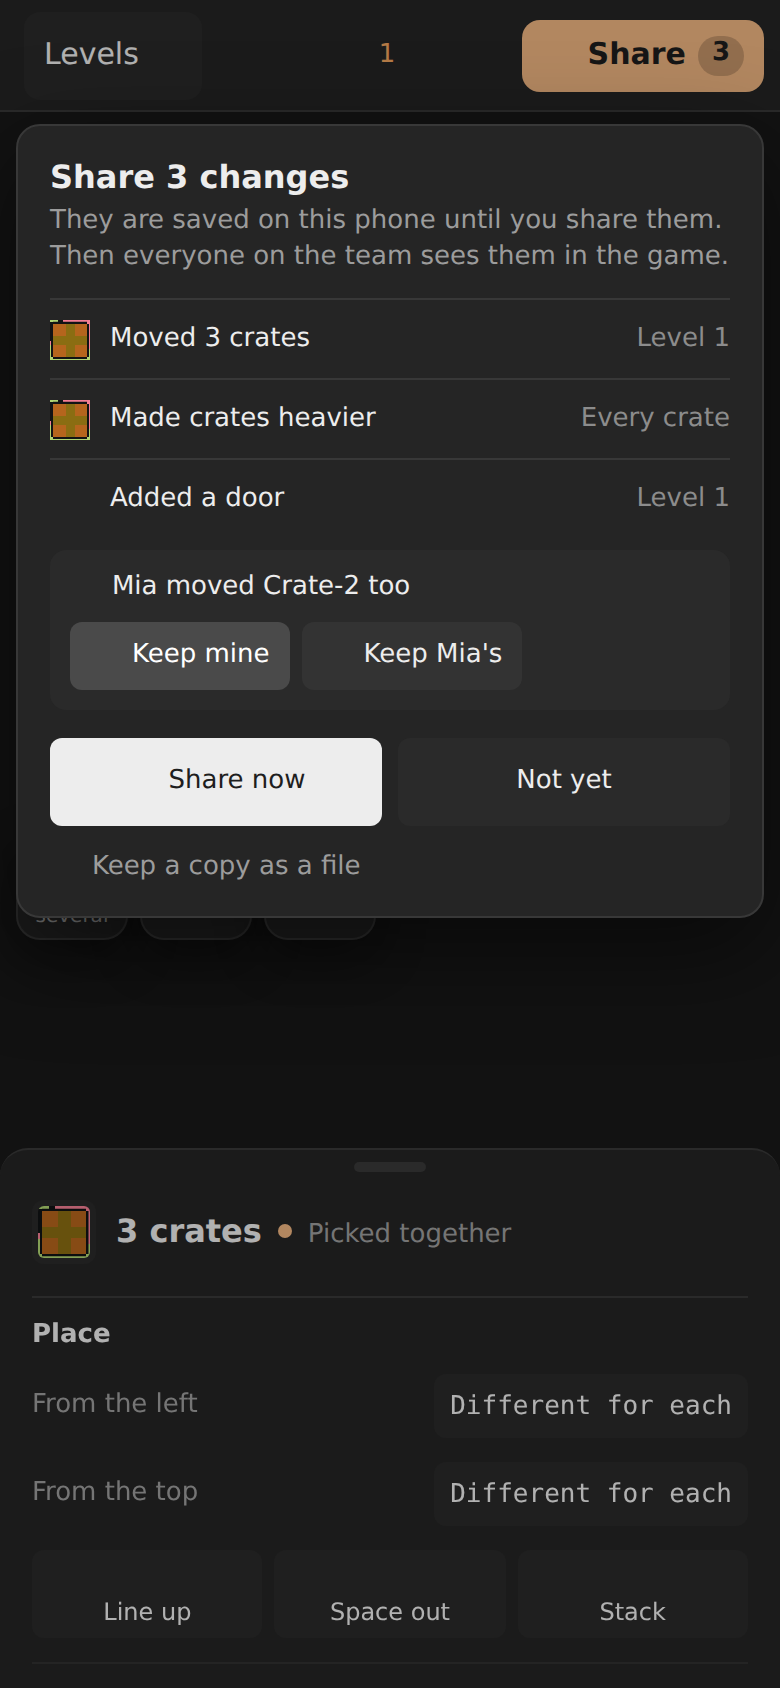 Levels
1
Share 3
Share 3 changes
They are saved on this phone until you share them.
Then everyone on the team sees them in the game.
Moved 3 crates
Level 1
Made crates heavier
Every crate
Added a door
Level 1
Mia moved Crate-2 too
Keep mine
Keep Mia's
Share now
Not yet
Keep a copy as a file
several
3 crates
Picked together
Place
From the left
Different for each
From the top
Different for each
Line up
Space out
Stack